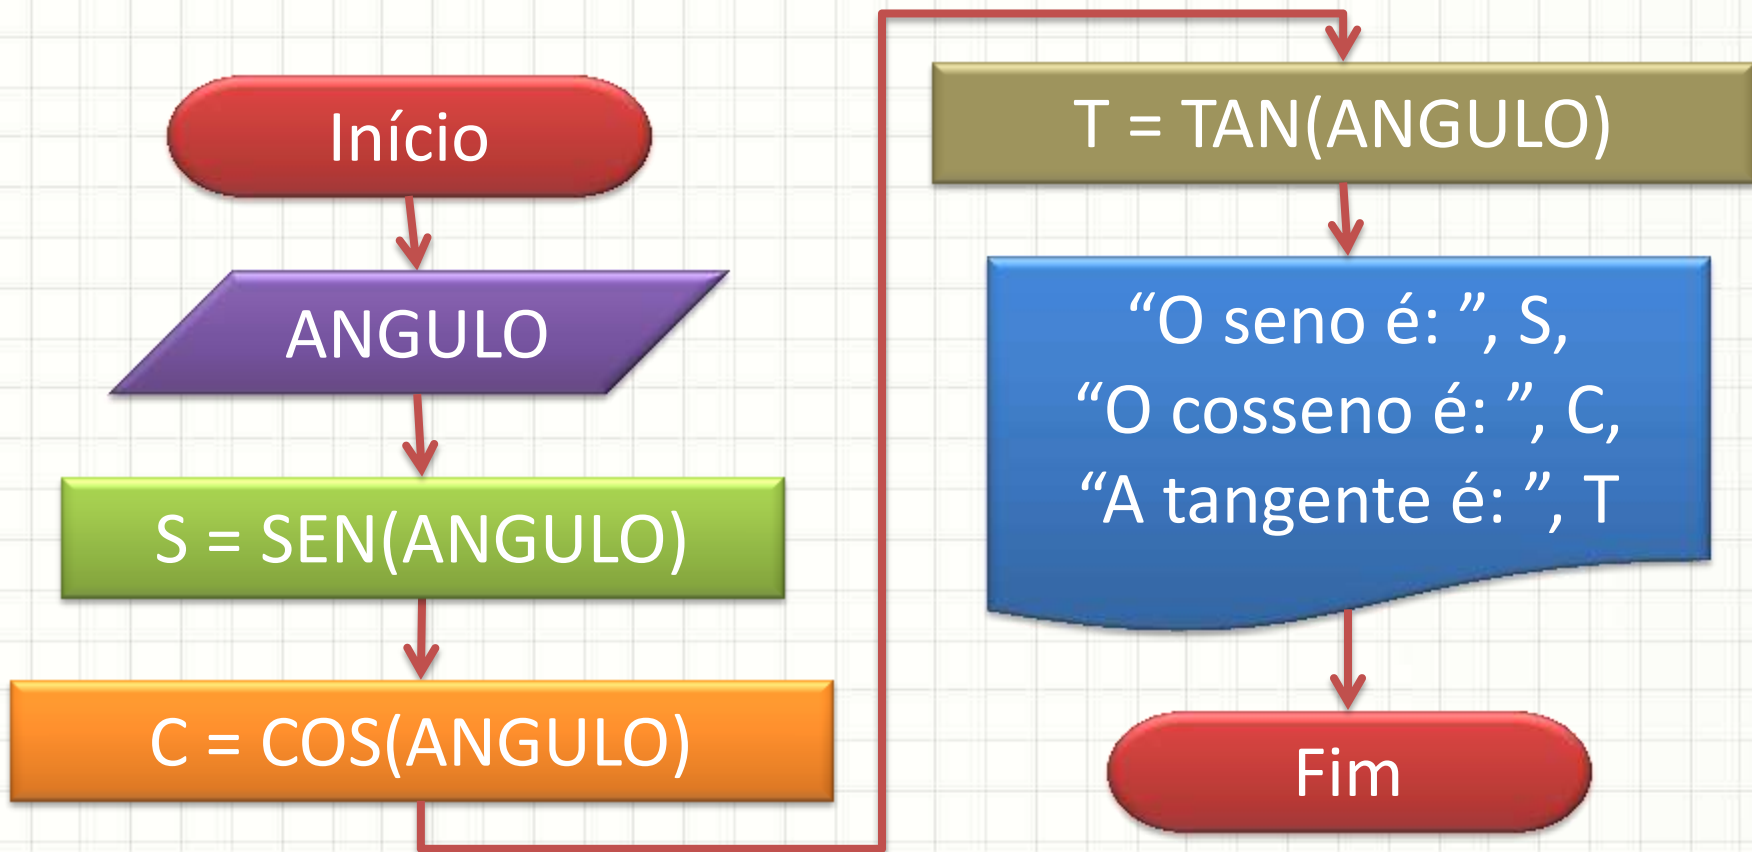 Início
ANGULO
S = SEN(ANGULO)
C = COS(ANGULO)
T = TAN(ANGULO)
“O seno é: ”, S,
“O cosseno é: ”, C,
“A tangente é: ”, T
Fim